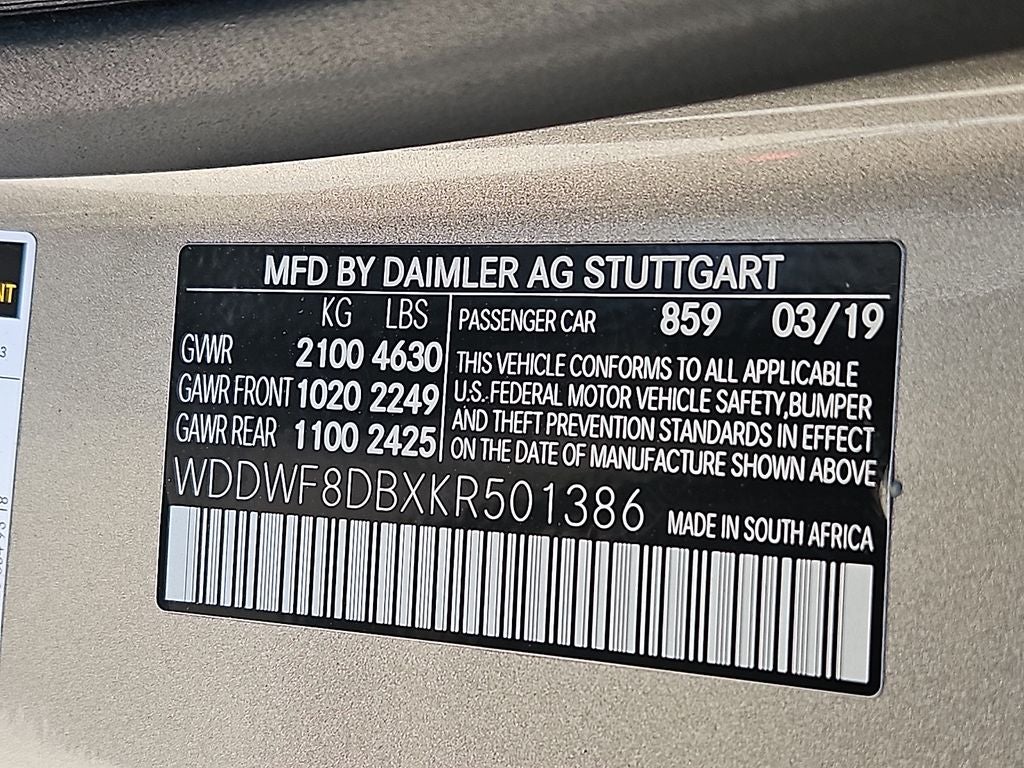 MFD BY DAIMLER AG STUTTGART
KG LBS
GVWR 2100 4630
GAWR FRONT 1020 2249
GAWR REAR 1100 2425
PASSENGER CAR 859 03/19
THIS VEHICLE CONFORMS TO ALL APPLICABLE
U.S. FEDERAL MOTOR VEHICLE SAFETY,BUMPER
AND THEFT PREVENTION STANDARDS IN EFFECT
ON THE DATE OF MANUFACTURE SHOWN ABOVE
WDDWF8DBXKR501386
MADE IN SOUTH AFRICA
NT
3